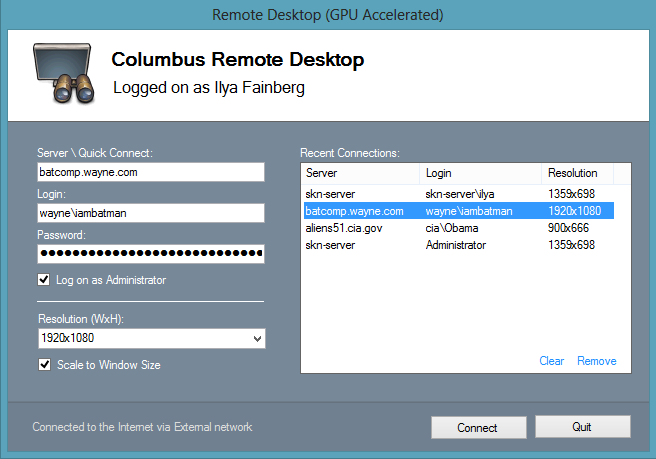 Remote Desktop (GPU Accelerated)
Columbus Remote Desktop
Logged on as Ilya Fainberg
Server \ Quick Connect:
batcomp.wayne.com
Login:
wayne\iambatman
Password:
●●●●●●●●●●●●●●●●●●●●●●●●●●●●
Log on as Administrator
Resolution (WxH):
1920x1080
Scale to Window Size
Recent Connections:
Server Login Resolution
skn-server skn-server\ilya 1359x698
batcomp.wayne.com wayne\iambatman 1920x1080
aliens51.cia.gov cia\Obama 900x666
skn-server Administrator 1359x698
Clear Remove
Connected to the Internet via External network
Connect Quit